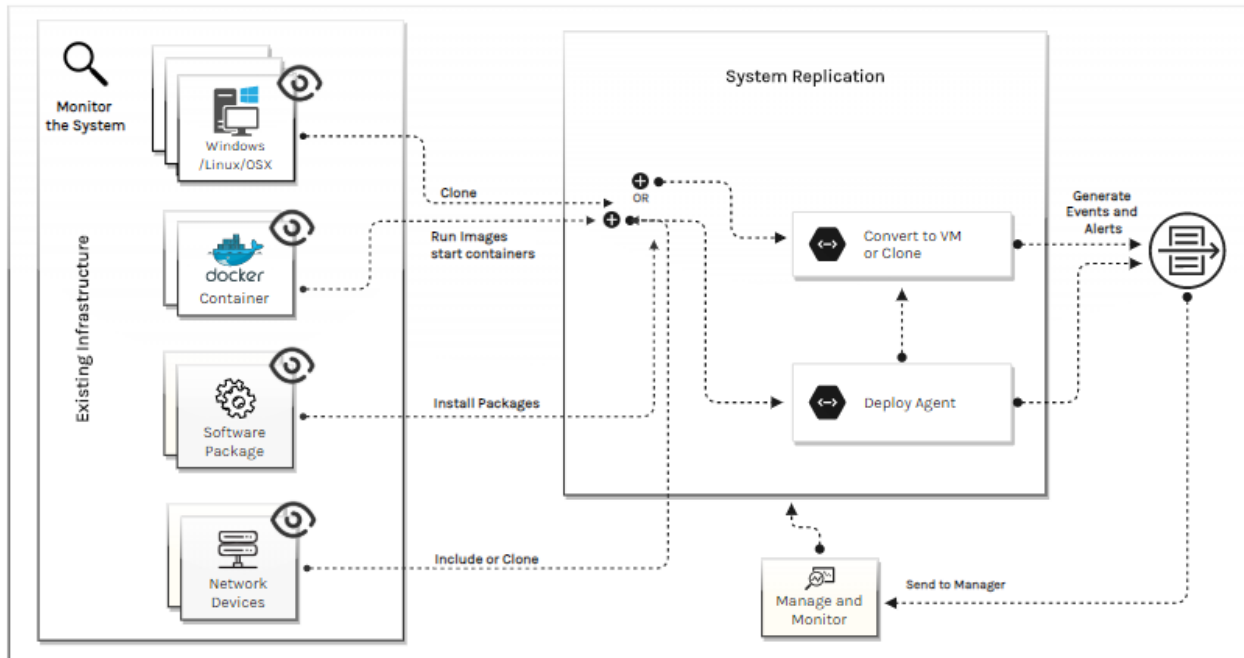 Monitor
the System
Windows
/Linux/OSX
docker
Container
Software
Package
Network
Devices
Existing Infrastructure
Clone
Run Images
start containers
Install Packages
Include or Clone
System Replication
OR
Convert to VM
or Clone
Deploy Agent
Generate
Events and
Alerts
Manage and
Monitor
Send to Manager